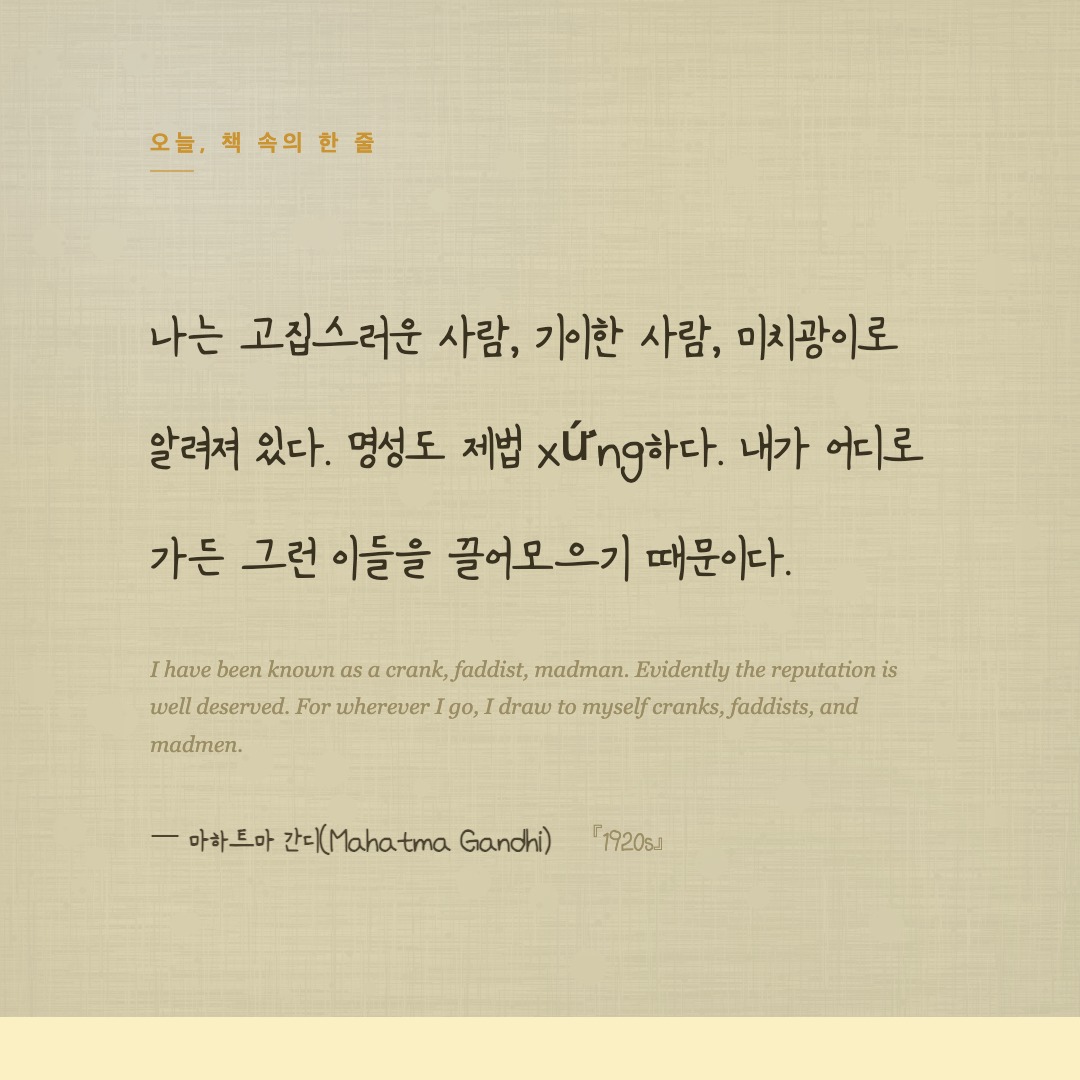 오늘, 책 속의 한 줄
나는 고집스러운 사람, 기이한 사람, 미치광이로
알려져 있다. 명성도 제법 xứng하다. 내가 어디로
가든 그런 이들을 끌어모으기 때문이다.
I have been known as a crank, faddist, madman. Evidently the reputation is
well deserved. For wherever I go, I draw to myself cranks, faddists, and
madmen.
— 마하트마 간디(Mahatma Gandhi) 『1920s』